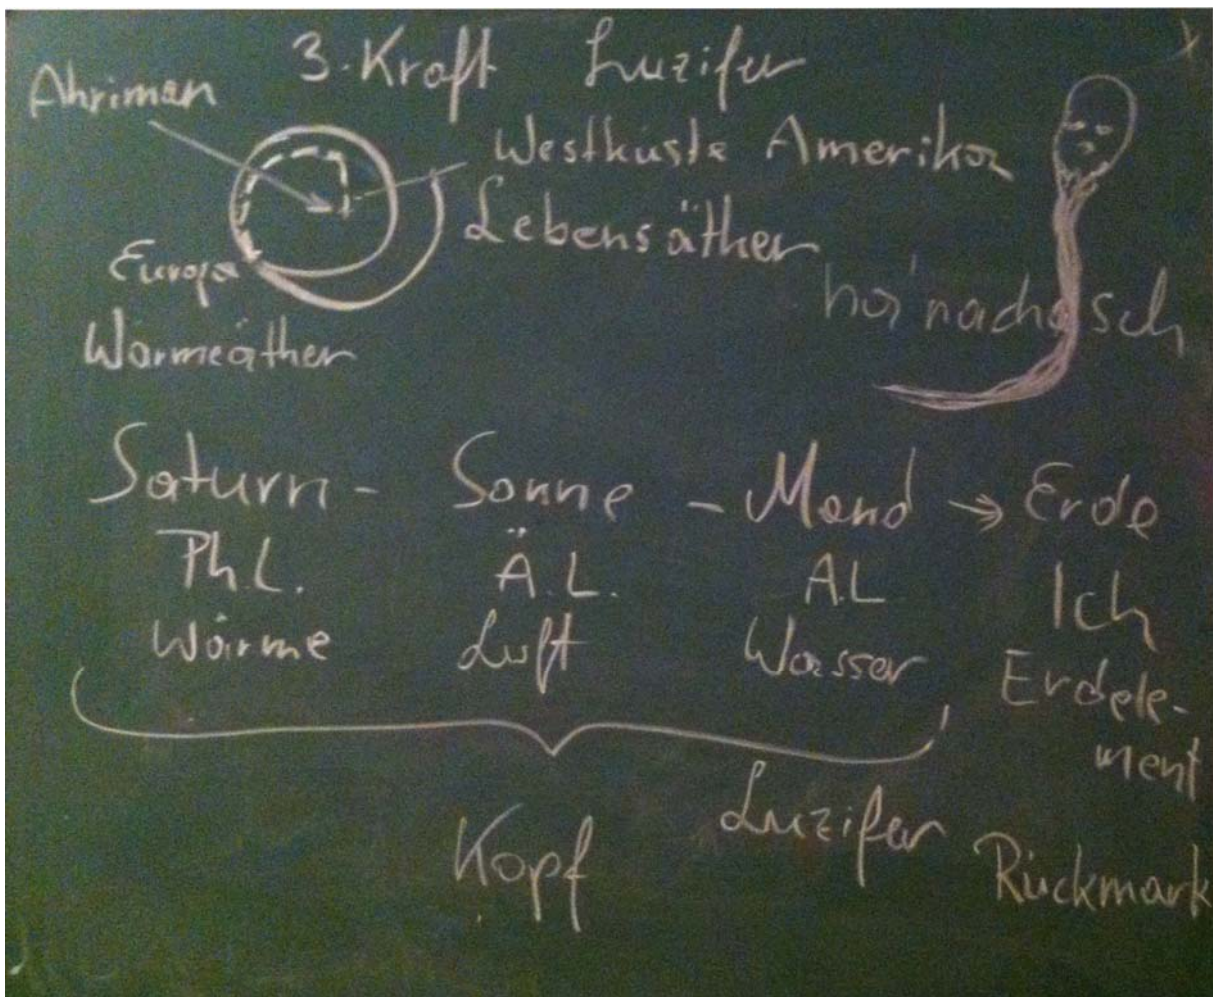 3. Kraft Luzifer
Ahriman
Westküste Amerikas
Lebensäther
Europa
Wärmeäther
Saturn - Sonne - Mond → Erde
Ph.L. Ä.L. A.L Ich
Wärme Luft Wasser Erdele-
ment
Luzifer
Kopf Rückmark